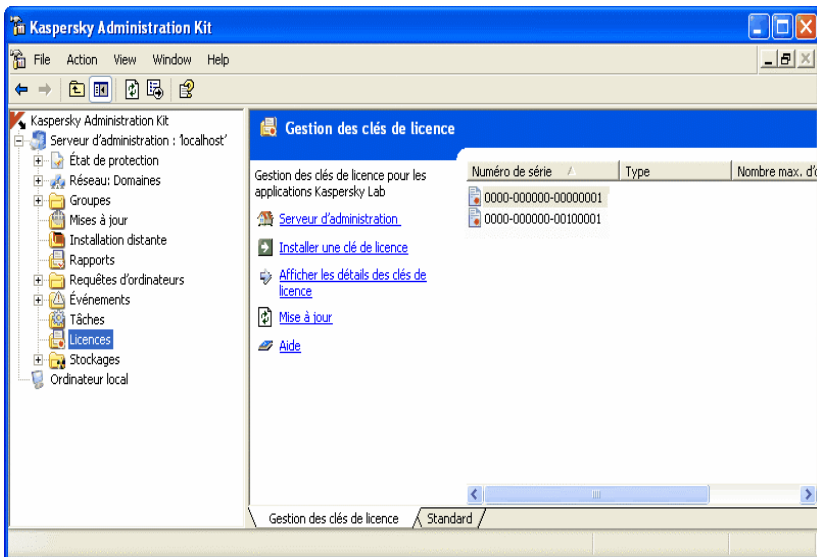 Kaspersky Administration Kit
File Action View Window Help
Kaspersky Administration Kit
Serveur d'administration : 'localhost'
État de protection
Réseau: Domaines
Groupes
Mises à jour
Installation distante
Rapports
Requêtes d'ordinateurs
Événements
Tâches
Licences
Stockages
Ordinateur local
Gestion des clés de licence
Gestion des clés de licence pour les
applications Kaspersky Lab
Serveur d'administration
Installer une clé de licence
Afficher les détails des clés de
licence
Mise à jour
Aide
Numéro de série Type Nombre max. d'o
0000-000000-00000001
0000-000000-00100001
Gestion des clés de licence Standard